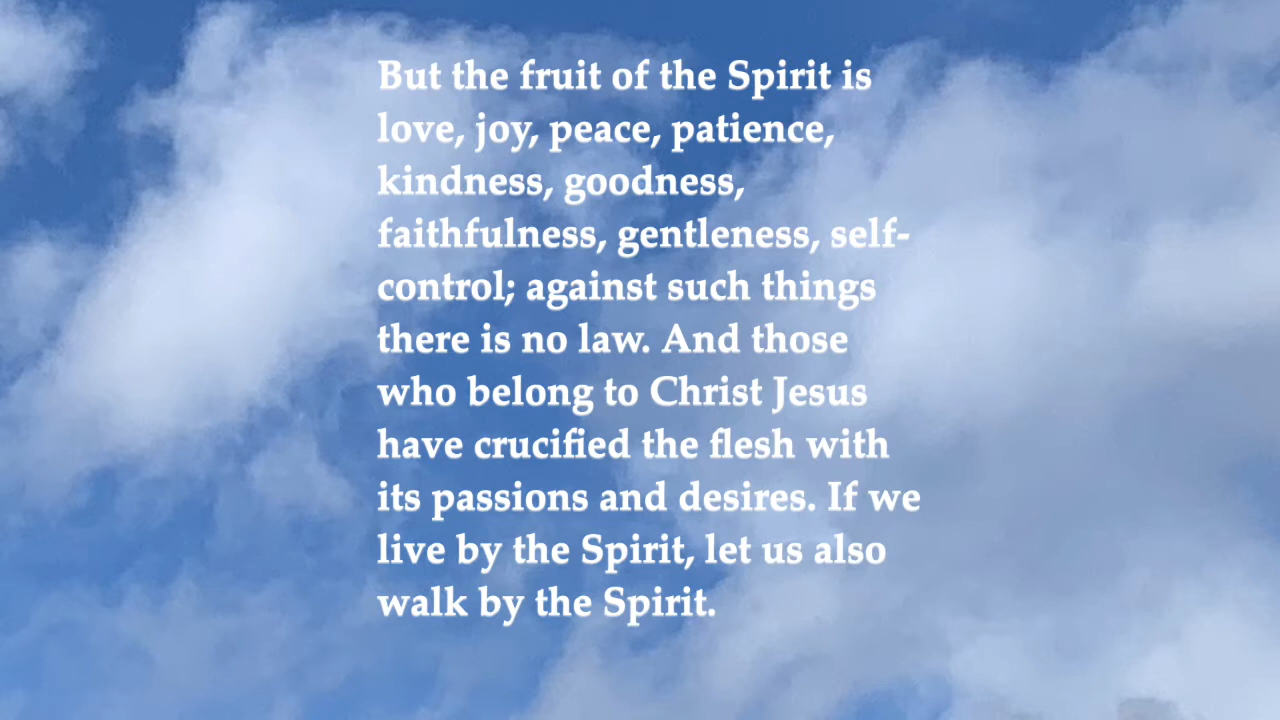 But the fruit of the Spirit is
love, joy, peace, patience,
kindness, goodness,
faithfulness, gentleness, self-
control; against such things
there is no law. And those
who belong to Christ Jesus
have crucified the flesh with
its passions and desires. If we
live by the Spirit, let us also
walk by the Spirit.